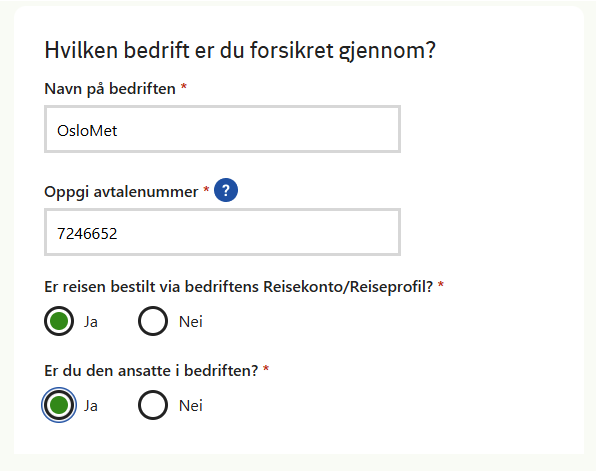 Hvilken bedrift er du forsikret gjennom?
Navn på bedriften *
OsloMet
Oppgi avtalenummer * ?
7246652
Er reisen bestilt via bedriftens Reisekonto/Reiseprofil? *
Ja Nei
Er du den ansatte i bedriften? *
Ja Nei